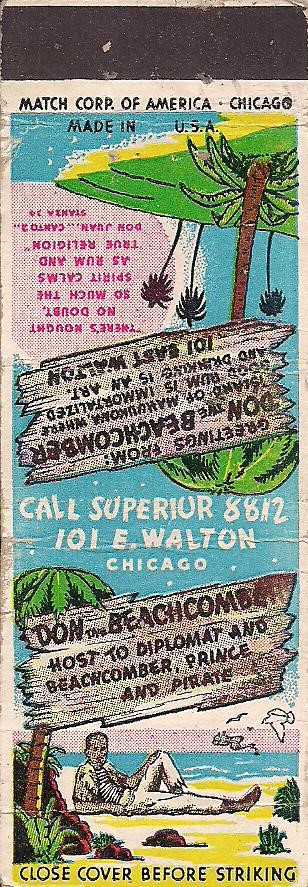 MATCH CORP. OF AMERICA · CHICAGO
MADE IN U.S.A.
"THERE'S NOUGHT
NO DOUBT,
SO MUCH THE
SPIRIT CALMS
AS RUM AND
TRUE RELIGION"
DON JUAN, CANTO 2,
STANZA 34
GREETINGS FROM:
DON THE BEACHCOMBER
ISLAND OF WHERE
RUM IS IMMORTALIZED
AND DRINKING IS AN ART
101 EAST WALTON
CALL SUPERIOR 8812
101 E. WALTON
CHICAGO
DON THE BEACHCOMBER
HOST TO DIPLOMAT AND
BEACHCOMBER, PRINCE
AND PIRATE
CLOSE COVER BEFORE STRIKING